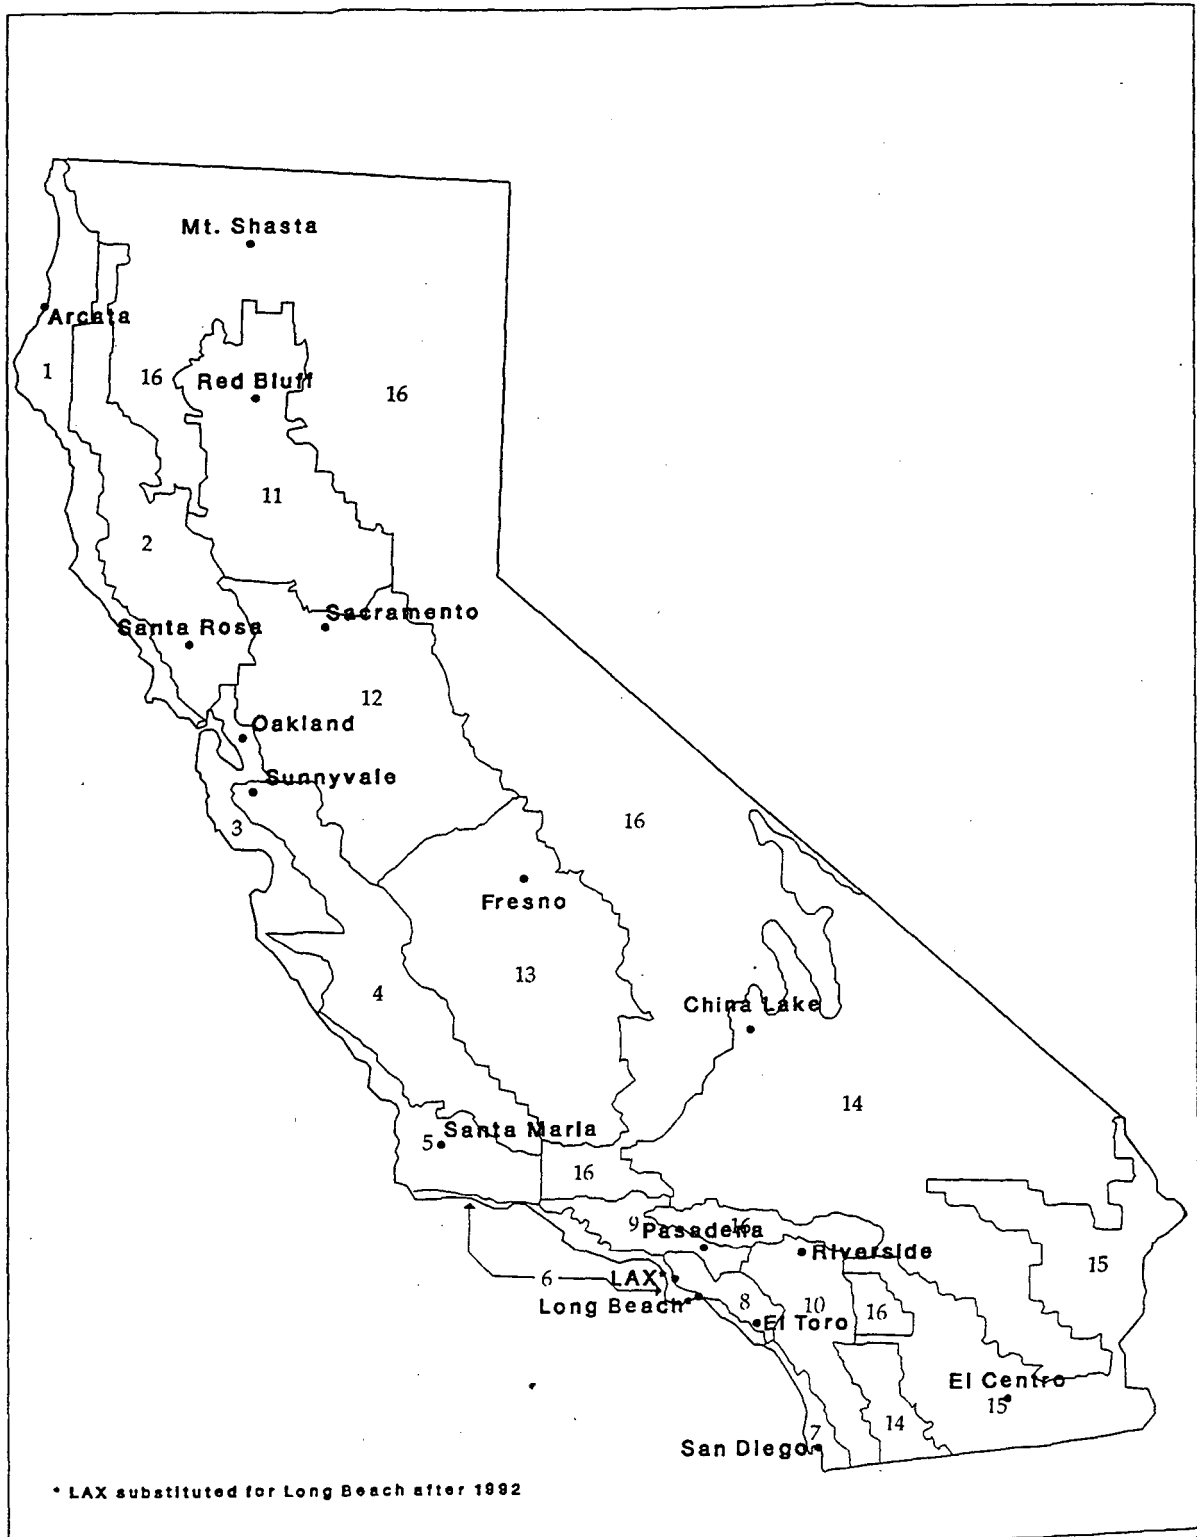 Mt. Shasta
Arcata
1
16
Red Bluff
16
11
2
Santa Rosa
Sacramento
12
Oakland
Sunnyvale
3
16
Fresno
13
4
China Lake
14
5
Santa Maria
16
9
Pasadena
16
Riverside
15
6
LAX*
Long Beach
8
10
16
El Toro
El Centro
15
14
7
San Diego
* LAX substituted for Long Beach after 1992